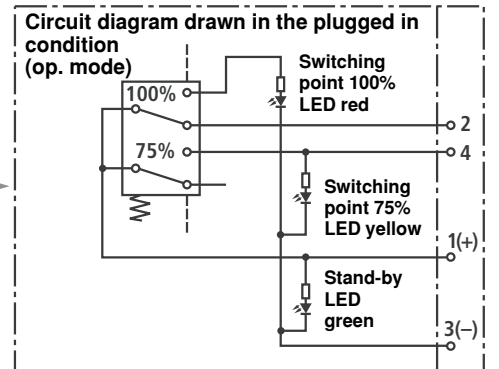 Circuit diagram drawn in the plugged in
condition
(op. mode)
Switching
point 100%
LED red
100%
2
75%
4
Switching
point 75%
LED yellow
1(+)
Stand-by
LED
green
3(–)